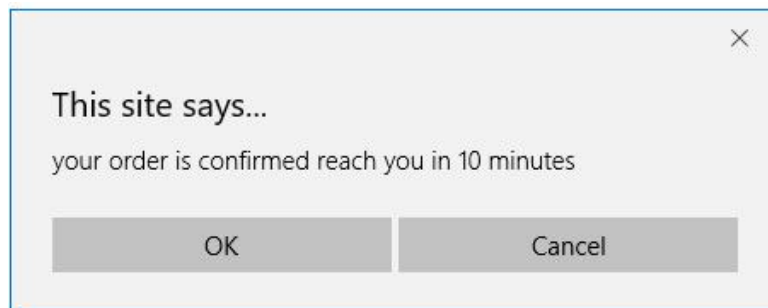 This site says...
your order is confirmed reach you in 10 minutes
OK
Cancel